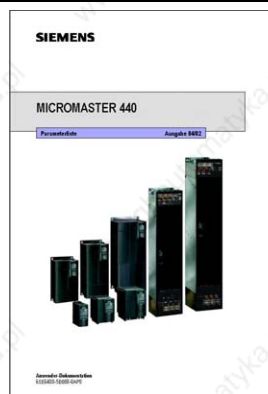 SIEMENS
MICROMASTER 440
Parameterliste Ausgabe 04/02
Anwender-Dokumentation